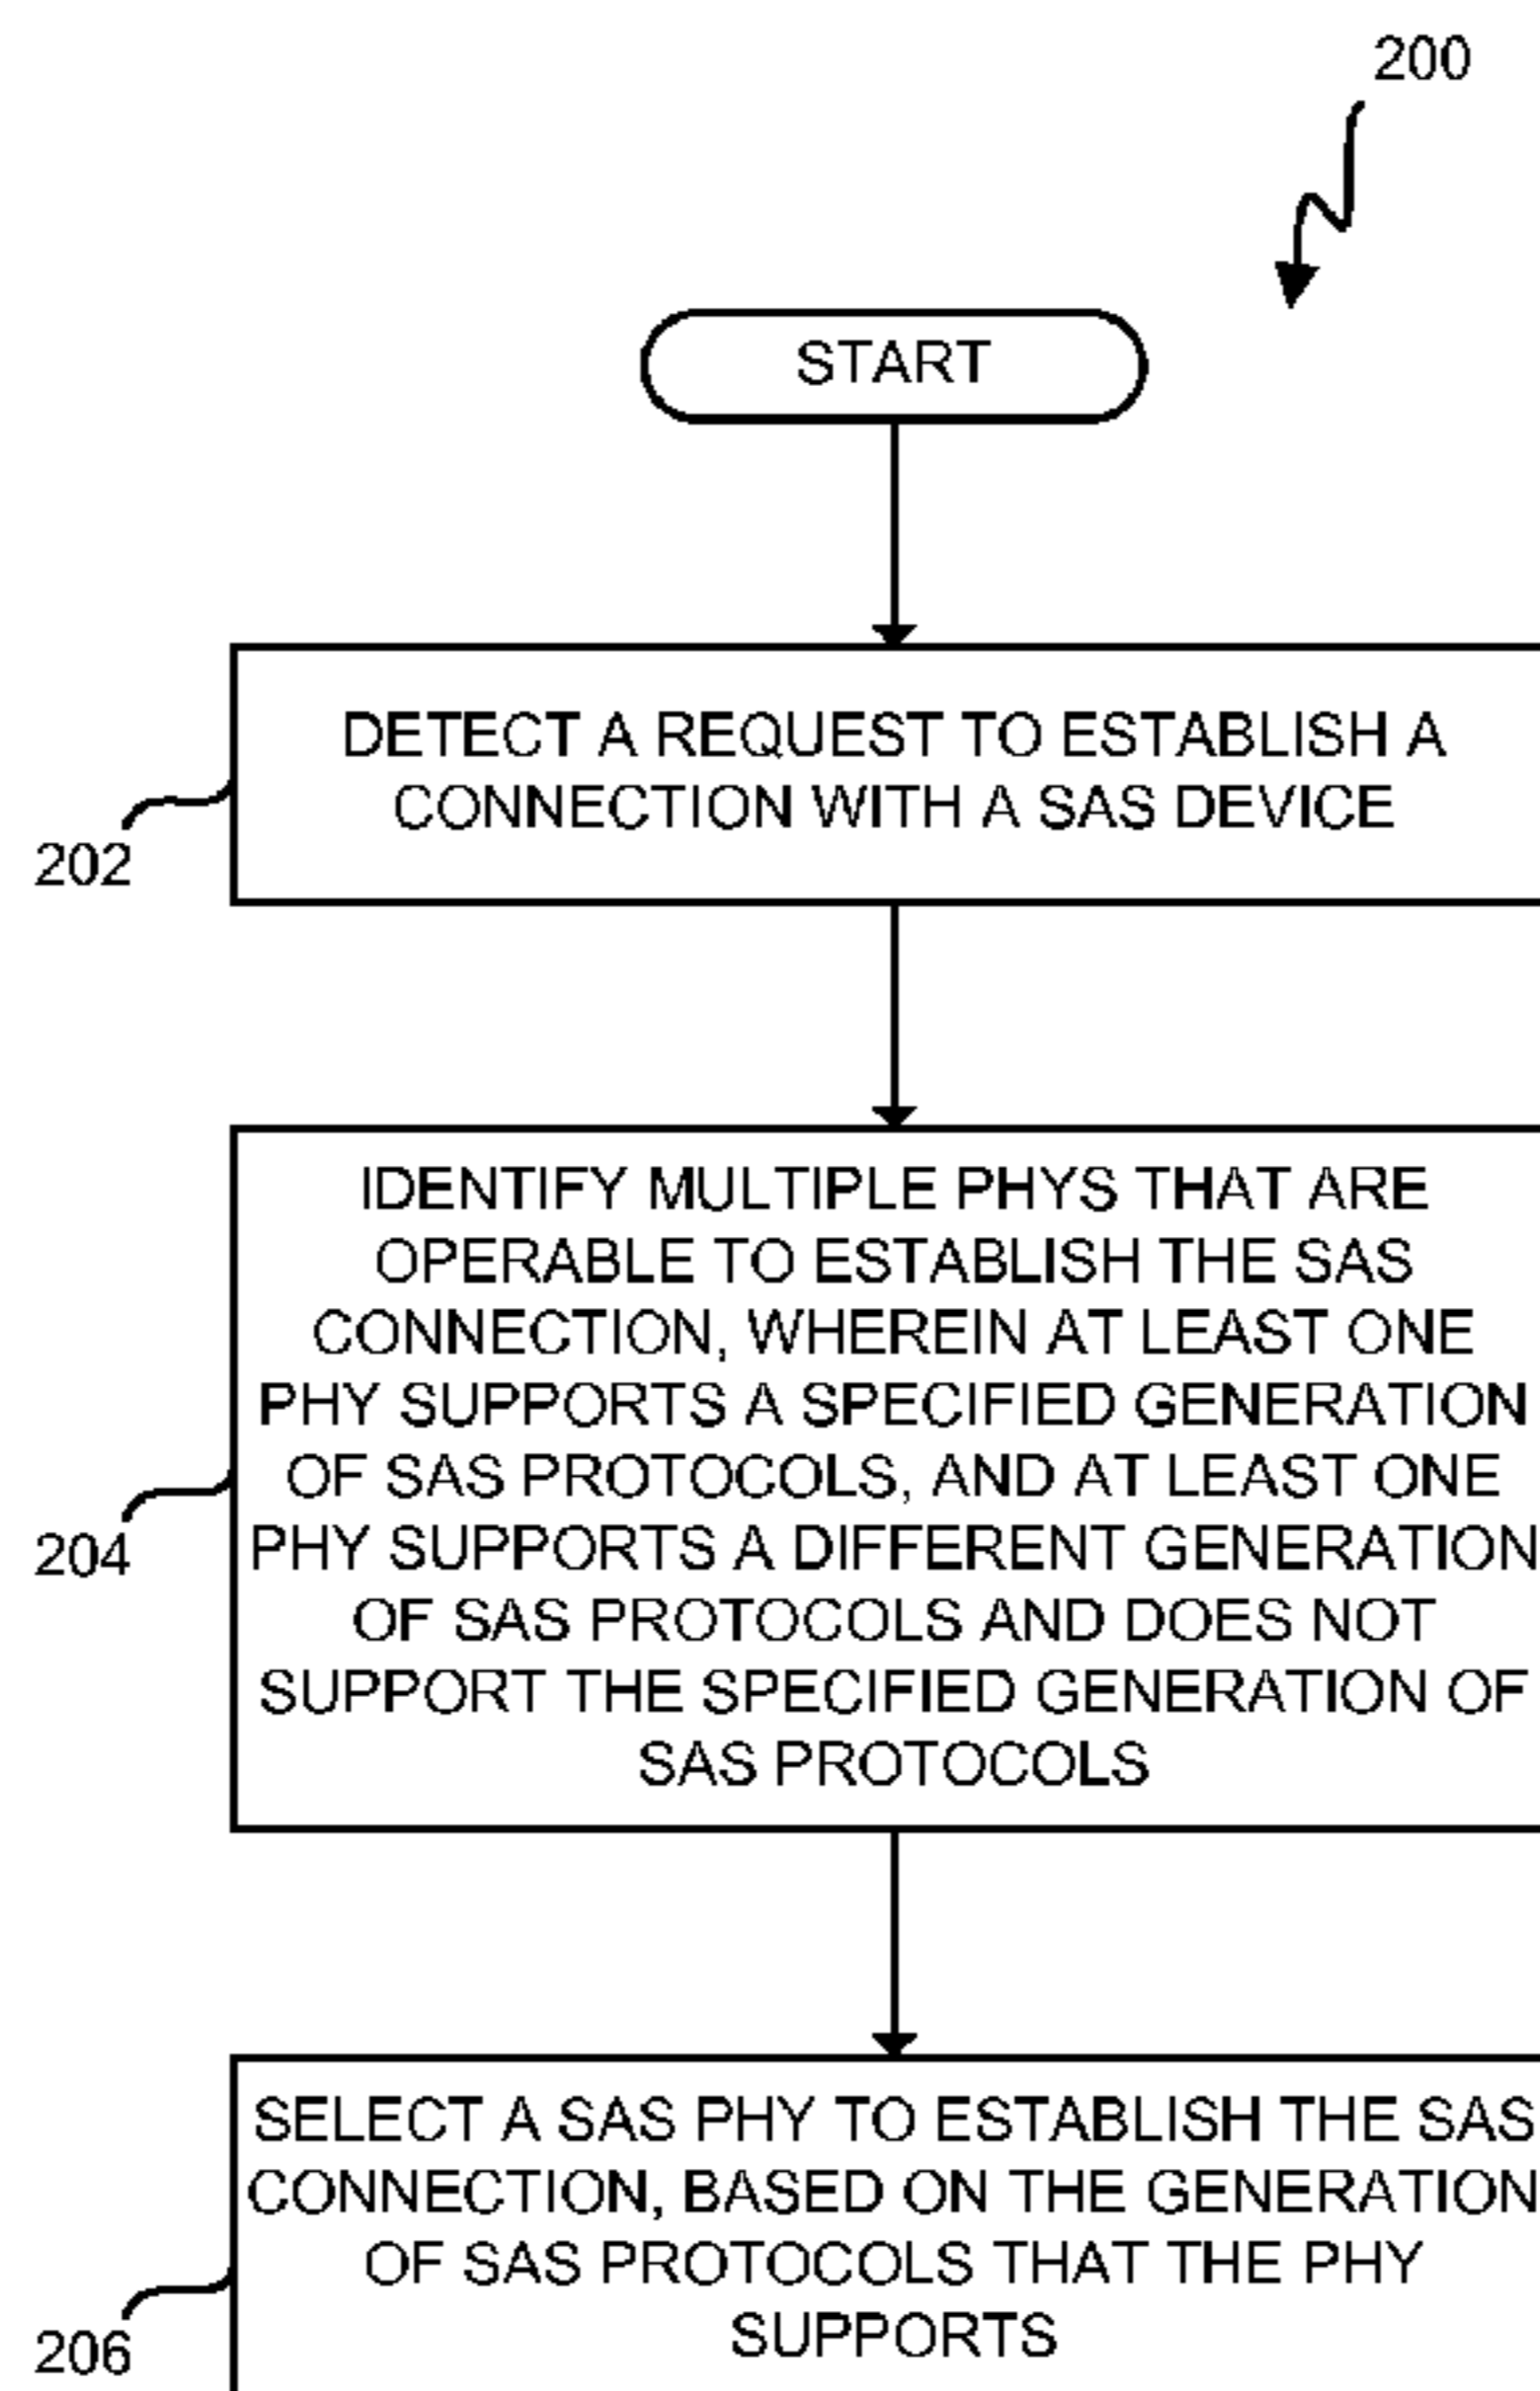 200
START
DETECT A REQUEST TO ESTABLISH A
CONNECTION WITH A SAS DEVICE
202
IDENTIFY MULTIPLE PHYS THAT ARE
OPERABLE TO ESTABLISH THE SAS
CONNECTION, WHEREIN AT LEAST ONE
PHY SUPPORTS A SPECIFIED GENERATION
OF SAS PROTOCOLS, AND AT LEAST ONE
PHY SUPPORTS A DIFFERENT GENERATION
OF SAS PROTOCOLS AND DOES NOT
SUPPORT THE SPECIFIED GENERATION OF
SAS PROTOCOLS
204
SELECT A SAS PHY TO ESTABLISH THE SAS
CONNECTION, BASED ON THE GENERATION
OF SAS PROTOCOLS THAT THE PHY
SUPPORTS
206